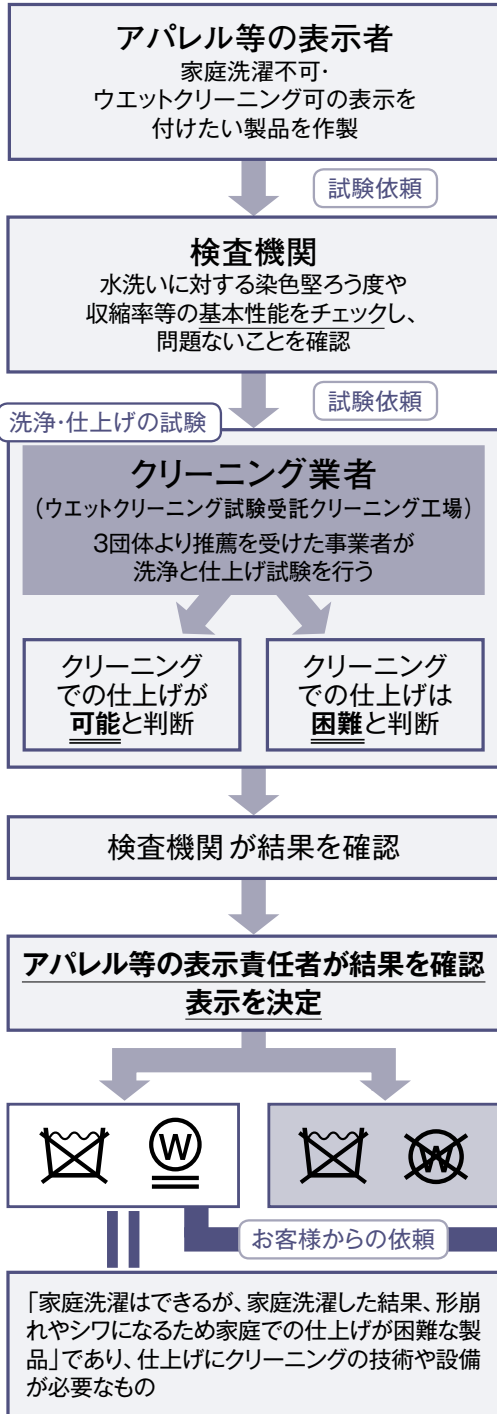 アパレル等の表示者
家庭洗濯不可・
ウエットクリーニング可の表示を
付けたい製品を作製
試験依頼
検査機関
水洗いに対する染色堅ろう度や
収縮率等の基本性能をチェックし、
問題ないことを確認
試験依頼
洗浄・仕上げの試験
クリーニング業者
（ウエットクリーニング試験受託クリーニング工場）
3団体より推薦を受けた事業者が
洗浄と仕上げ試験を行う
クリーニング
での仕上げが
可能と判断
クリーニング
での仕上げは
困難と判断
検査機関が結果を確認
アパレル等の表示責任者が結果を確認
表示を決定
W
W
お客様からの依頼
「家庭洗濯はできるが、家庭洗濯した結果、形崩
れやシワになるため家庭での仕上げが困難な製
品」であり、仕上げにクリーニングの技術や設備
が必要なもの